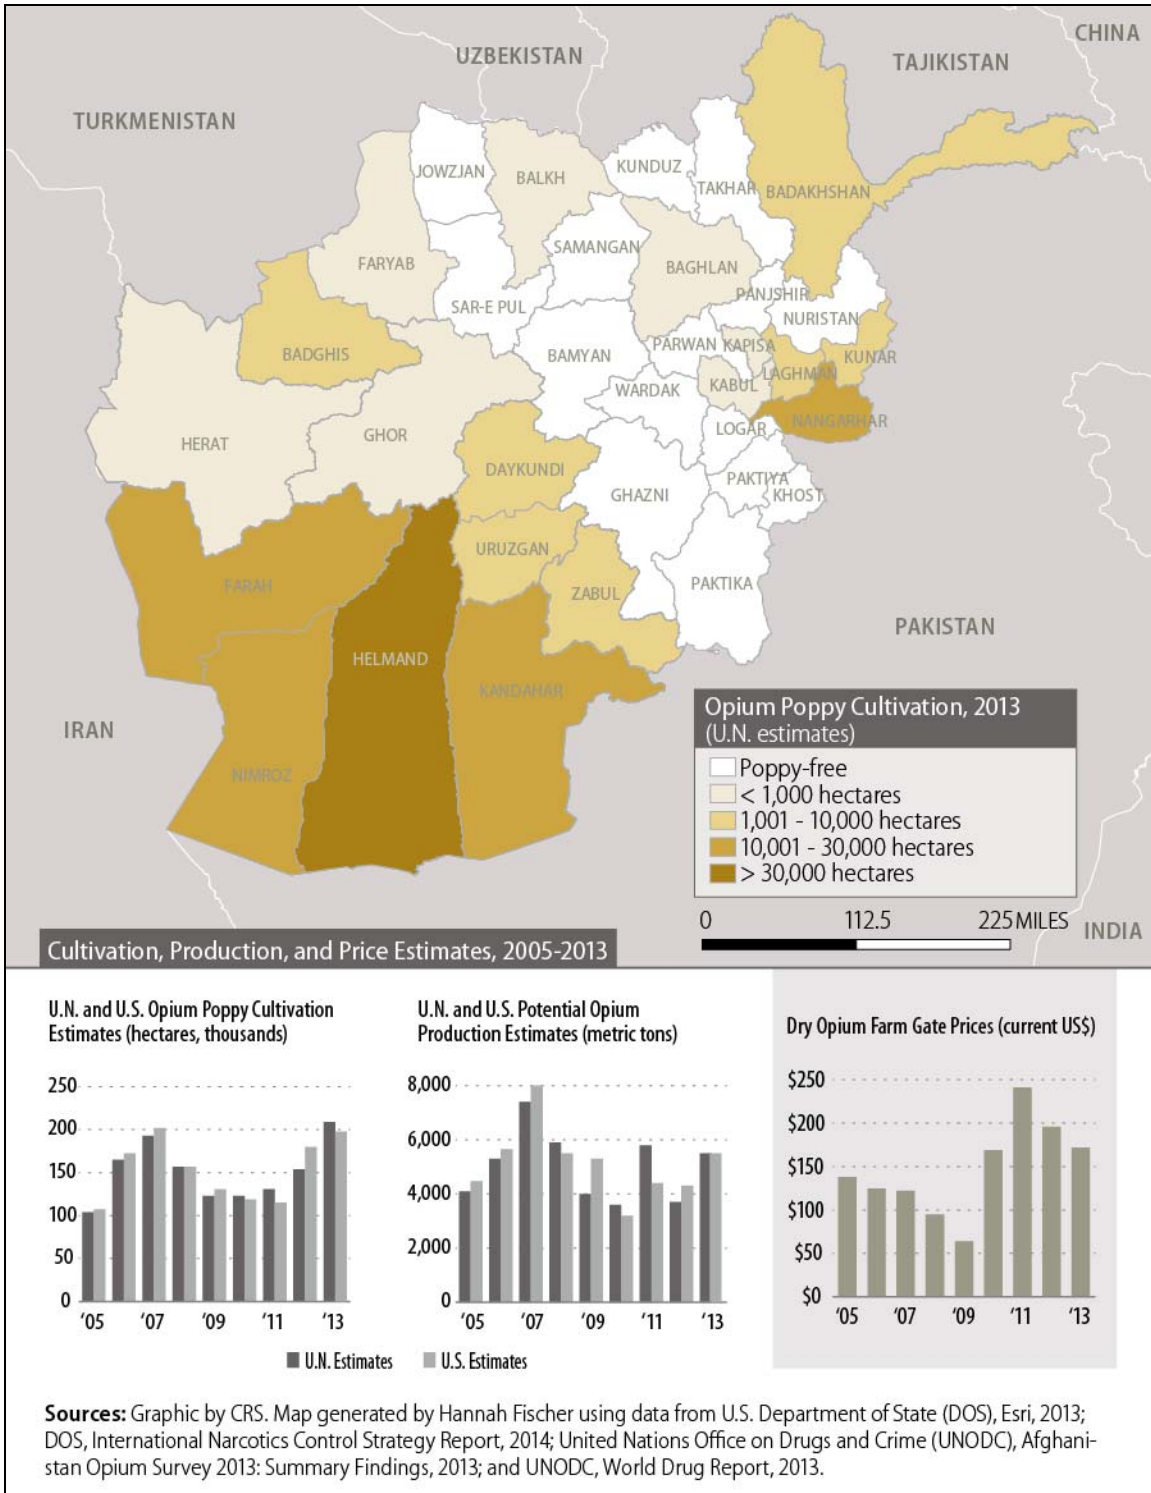 CHINA
UZBEKISTAN
TAJIKISTAN
TURKMENISTAN
JOWZJAN
BALKH
KUNDUZ
TAKHAR
BADAKHSHAN
FARYAB
SAMANGAN
BAGHLAN
SAR-E PUL
PANJSHIR
NURISTAN
BADGHIS
BAMYAN
PARWAN
KAPISA
KUNAR
LAGHMAN
WARDAK
KABUL
HERAT
GHOR
LOGAR
NANGARHAR
DAYKUNDI
GHAZNI
PAKTIYA
KHOST
URUZGAN
FARAH
ZABUL
PAKTIKA
PAKISTAN
HELMAND
KANDAHAR
IRAN
NIMROZ
Opium Poppy Cultivation, 2013
(U.N. estimates)
Poppy-free
< 1,000 hectares
1,001 - 10,000 hectares
10,001 - 30,000 hectares
> 30,000 hectares
0 112.5 225 MILES
INDIA
Cultivation, Production, and Price Estimates, 2005-2013
U.N. and U.S. Opium Poppy Cultivation
Estimates (hectares, thousands)
250
200
150
100
50
0
'05 '07 '09 '11 '13
U.N. and U.S. Potential Opium
Production Estimates (metric tons)
8,000
6,000
4,000
2,000
0
'05 '07 '09 '11 '13
U.N. Estimates U.S. Estimates
Dry Opium Farm Gate Prices (current US$)
$250
$200
$150
$100
$50
$0
'05 '07 '09 '11 '13
Sources: Graphic by CRS. Map generated by Hannah Fischer using data from U.S. Department of State (DOS), Esri, 2013;
DOS, International Narcotics Control Strategy Report, 2014; United Nations Office on Drugs and Crime (UNODC), Afghani-
stan Opium Survey 2013: Summary Findings, 2013; and UNODC, World Drug Report, 2013.